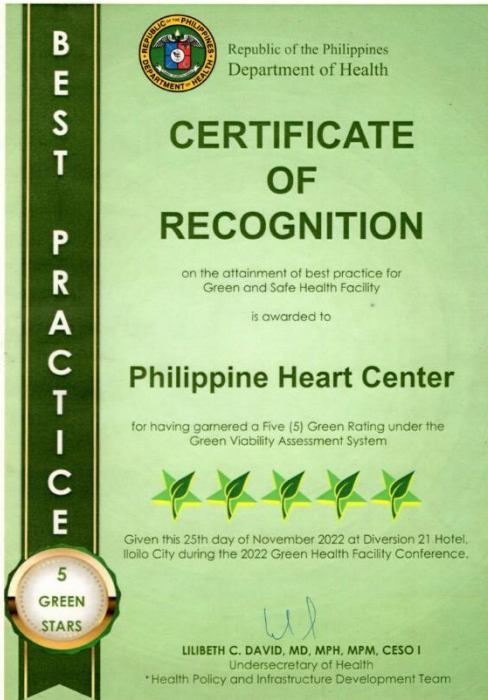 REPUBLIC OF THE PHILIPPINES
DEPARTMENT OF HEALTH
Republic of the Philippines
Department of Health
CERTIFICATE
OF
RECOGNITION
on the attainment of best practice for
Green and Safe Health Facility
is awarded to
Philippine Heart Center
for having garnered a Five (5) Green Rating under the
Green Viability Assessment System
Given this 25th day of November 2022 at Diversion 21 Hotel,
Iloilo City during the 2022 Green Health Facility Conference.
LILIBETH C. DAVID, MD, MPH, MPM, CESO I
Undersecretary of Health
*Health Policy and Infrastructure Development Team
BEST PRACTICE
5
GREEN
STARS